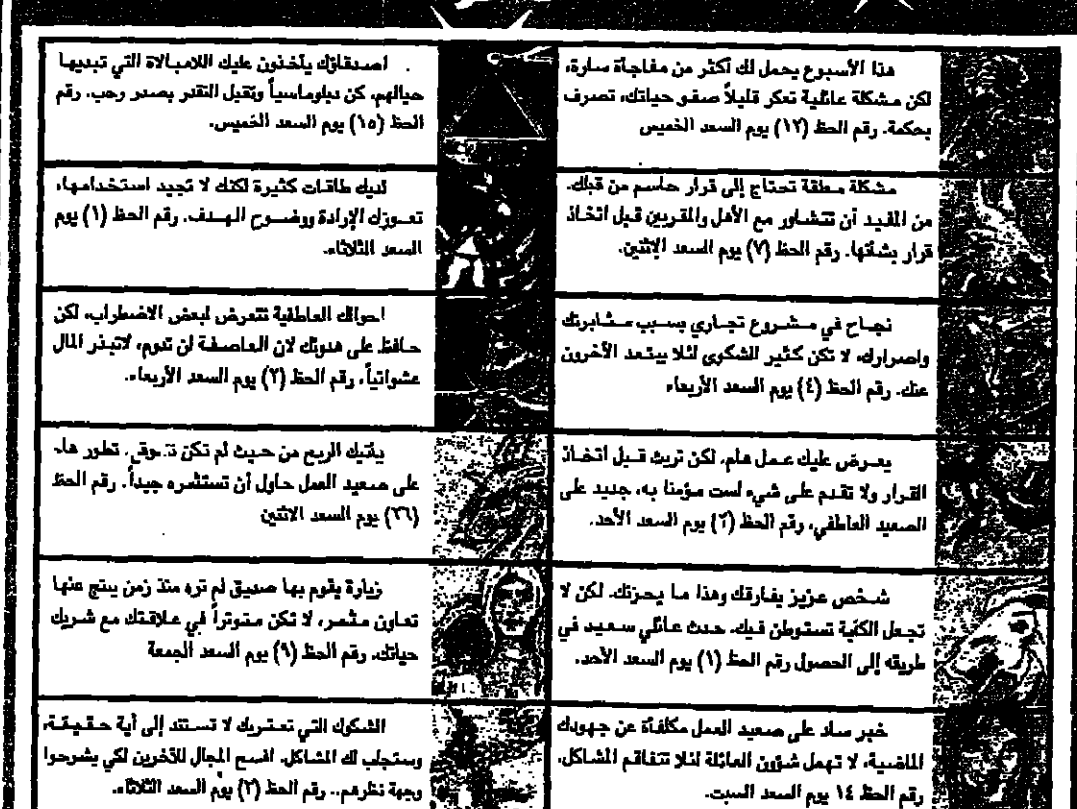 هذا الأسبوع يحمل لك أكثر من مفاجأة سارة،
لكن مشكلة عائلية تعكر قليلاً صفو حياتك، تصرف
بحكمة. رقم الحظ (١٢) يوم السعد الخميس
مشكلة معلقة تحتاج إلى قرار حاسم من قبلك.
من المفيد أن تتشاور مع الأهل والمقربين قبل اتخاذ
قرار بشأنها. رقم الحظ (٧) يوم السعد الإثنين.
نجاح في مشروع تجاري بسبب مثابرتك
واصرارك، لا تكن كثير الشكوى لئلا يبتعد الآخرون
عنك. رقم الحظ (٤) يوم السعد الأربعاء
يعرض عليك عمل هام، لكن تريث قبل اتخاذ
القرار ولا تقدم على شيء لست مؤمنا به، جديد على
الصعيد العاطفي، رقم الحظ يوم السعد الأحد.
شخص عزيز يفارقك وهذا ما يحزنك. لكن لا
تجعل الكآبة تستوطن فيك. حدث عائلي سعيد في
طريقه إلى الحصول رقم الحظ (١) يوم السعد الأحد.
خبر ساد على صعيد العمل مكلفأة عن جهودك
الماضية، لا تهمل شؤون العائلة لئلا تتفاقم المشاكل.
رقم الحظ ١٤ يوم السعد السبت.
اصدقاؤك يأخذون عليك اللامبالاة التي تبديها
حيالهم، كن دبلوماسياً وتقبل النقد بصدر رحب. رقم
الحظ (١٥) يوم السعد الخميس.
لديك طاقات كثيرة لكنك لا تجيد استخدامها،
تعوزك الإرادة ووضوح الهدف. رقم الحظ (١) يوم
السعد الثلاثاء.
احوالك العاطفية تتعرض لبعض الاضطراب، لكن
حافظ على هدوئك لان العاصفة لن تدوم، لاتبذر المال
عشوائياً، رقم الحظ (٢) يوم السعد الأربعاء.
يأتيك الربح من حيث لم تكن تتوقع. تطور هام
على صعيد العمل حاول أن تستثمره جيداً. رقم الحظ
(٢٦) يوم السعد الاثنين
زيارة يقوم بها صديق لم تره منذ زمن ينتج عنها
تعاون مثمر، لا تكن متوتراً في علاقتك مع شريك
حياتك، رقم الحظ (٩) يوم السعد الجمعة
الشكوك التي تعتريك لا تستند إلى أية حقيقة،
وستجلب لك المشاكل. افسح المجال للآخرين لكي يشرحوا
وجهة نظرهم.. رقم الحظ (٣) يوم السعد الثلاثاء.